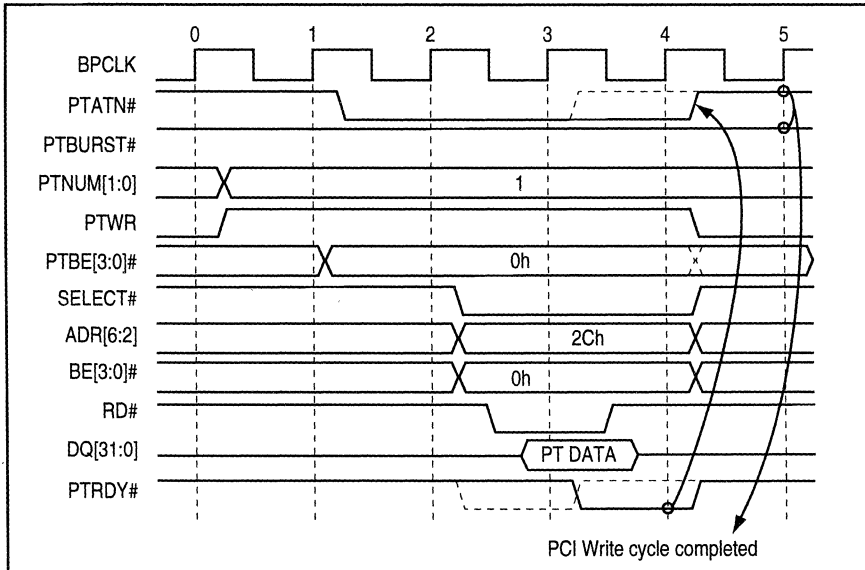 0 1 2 3 4 5
BPCLK
PTATN#
PTBURST#
PTNUM[1:0] 1
PTWR
PTBE[3:0]# 0h
SELECT#
ADR[6:2] 2Ch
BE[3:0]# 0h
RD#
DQ[31:0] PT DATA
PTRDY#
PCI Write cycle completed